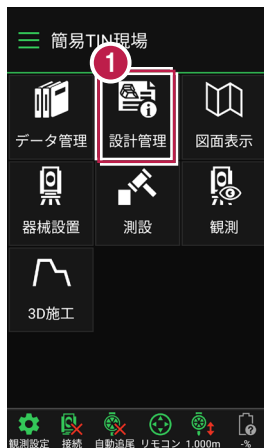 簡易TIN現場
1
データ管理 設計管理 図面表示
器械設置 測設 観測
3D施工
観測設定 接続 自動追尾 リモコン 1.000m -%